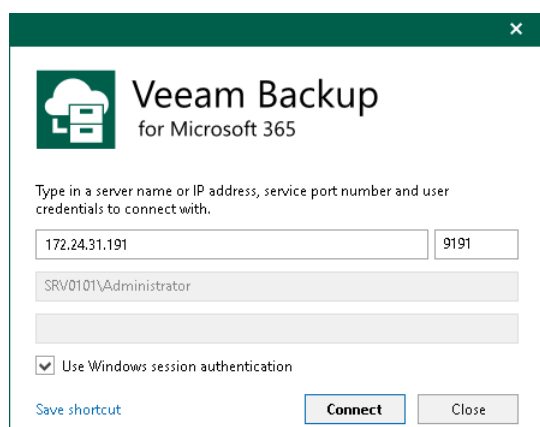 Veeam Backup
for Microsoft 365
Type in a server name or IP address, service port number and user
credentials to connect with.
172.24.31.191 9191
SRV0101\Administrator
Use Windows session authentication
Save shortcut Connect Close